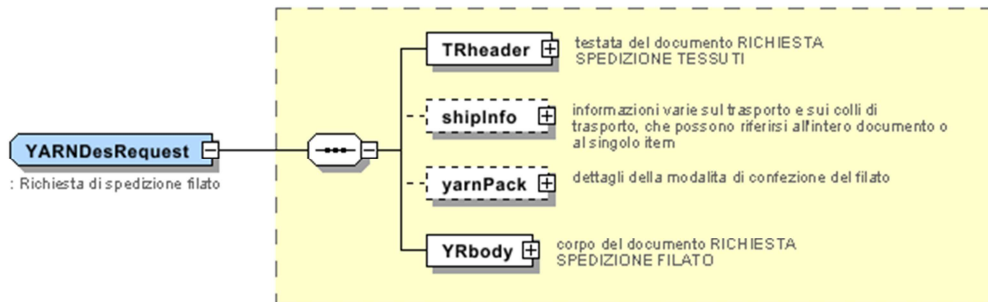 TRheader
testata del documento RICHIESTA
SPEDIZIONE TESSUTI
shipInfo
informazioni varie sul trasporto e sui colli di
trasporto, che possono riferirsi all'intero documento o
al singolo item
YARNDesRequest
: Richiesta di spedizione filato
yarnPack
dettagli della modalita di confezione del filato
YRbody
corpo del documento RICHIESTA
SPEDIZIONE FILATO